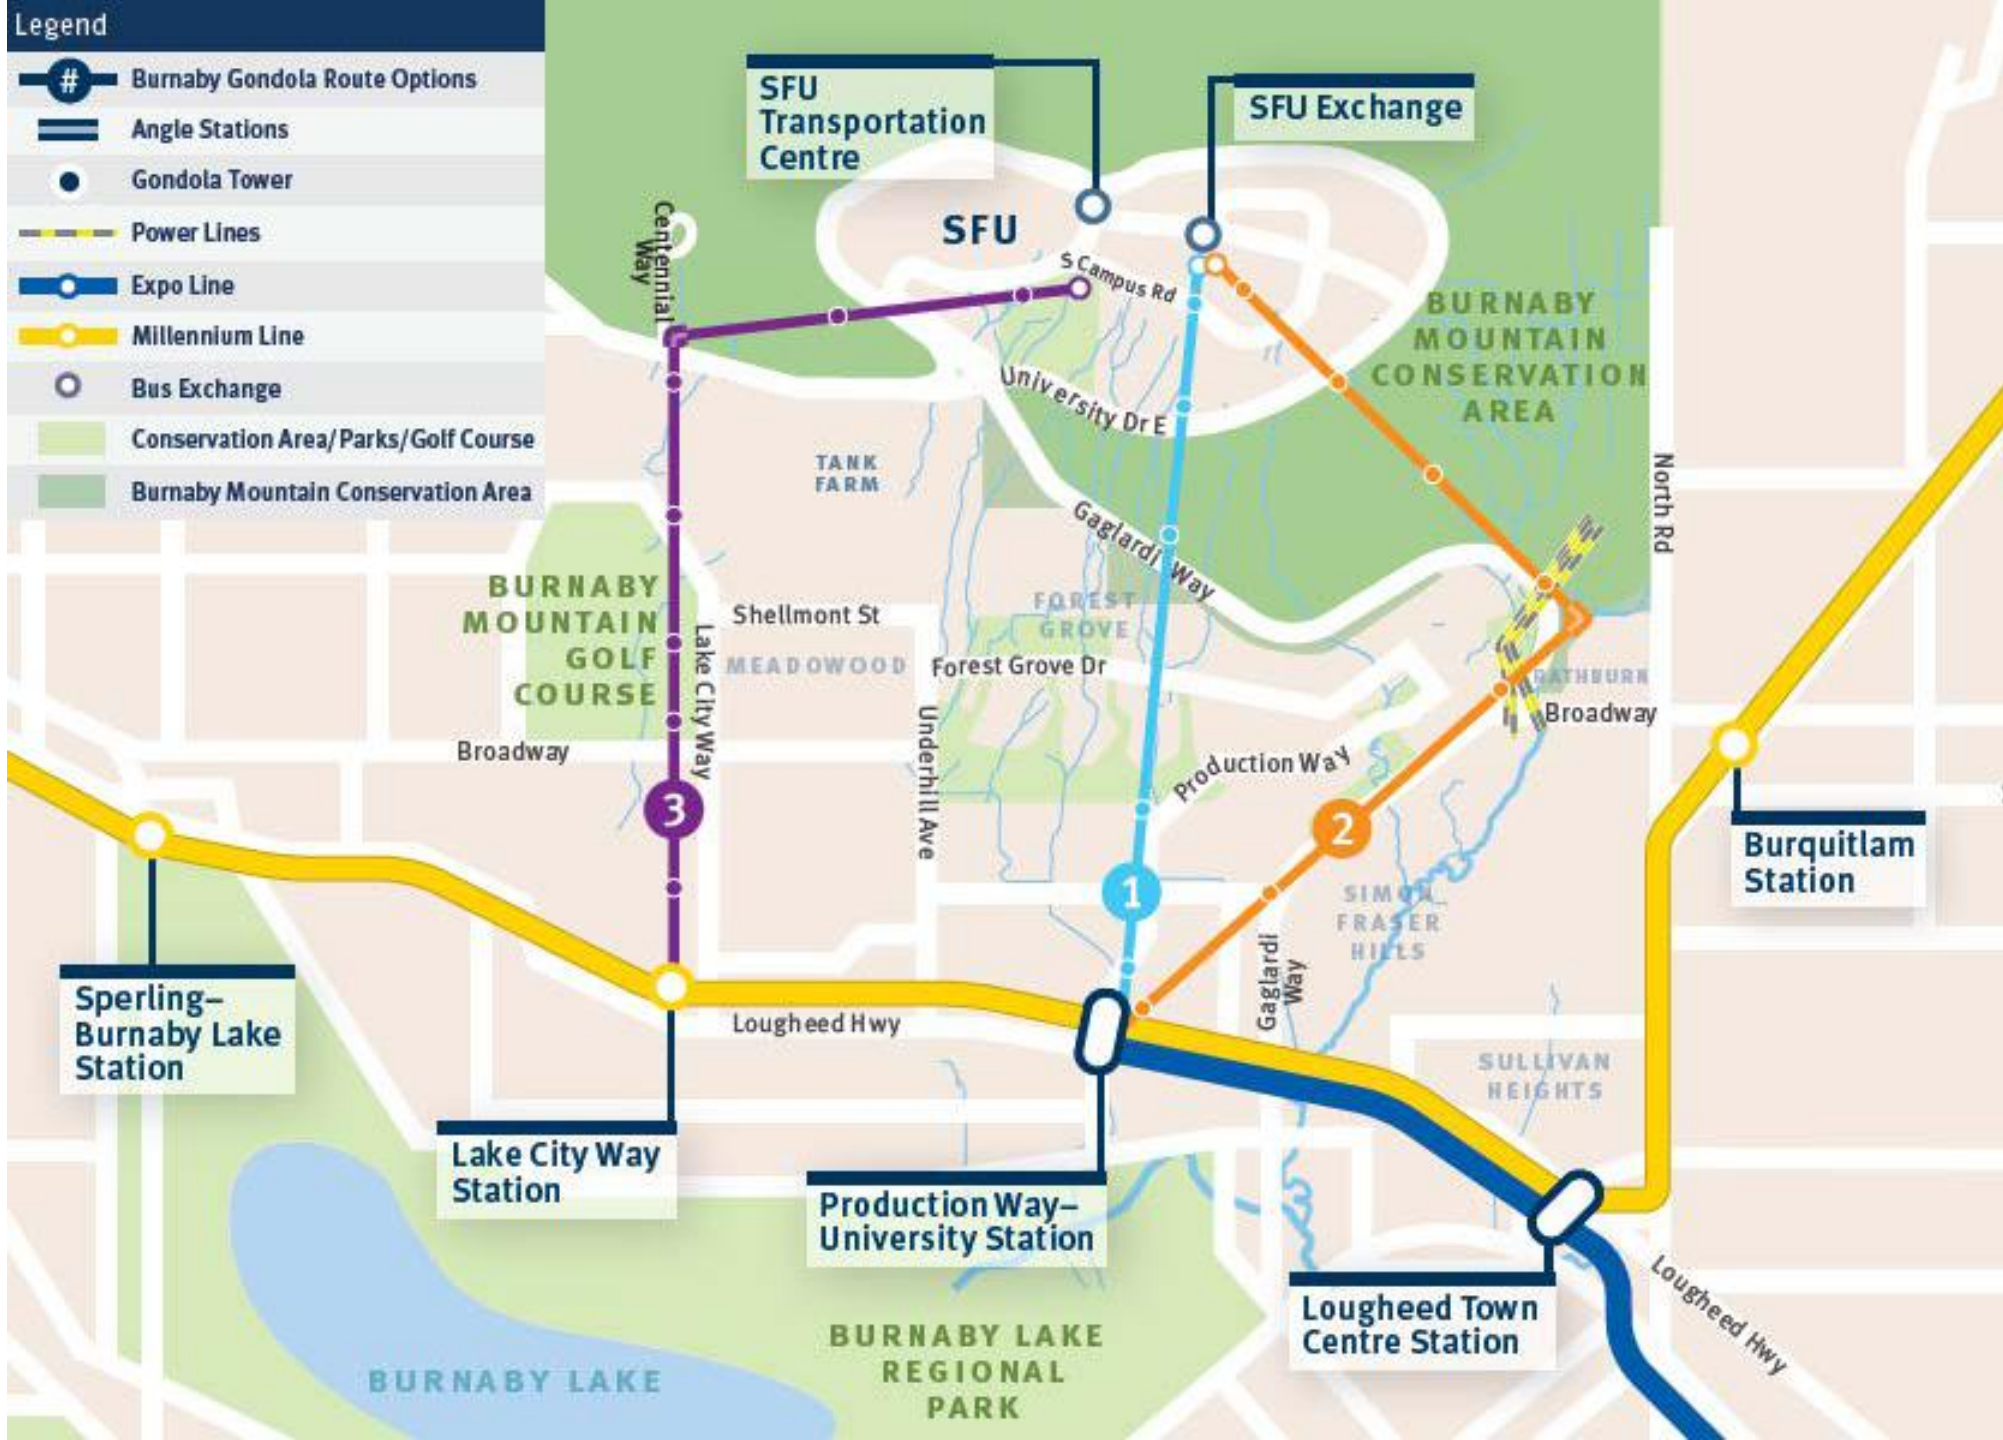 Legend
#
Burnaby Gondola Route Options
Angle Stations
Gondola Tower
Power Lines
Expo Line
Millennium Line
Bus Exchange
Conservation Area/Parks/Golf Course
Burnaby Mountain Conservation Area
SFU
Transportation
Centre
SFU Exchange
SFU
Centennial
Way
S Campus Rd
University Dr E
BURNABY
MOUNTAIN
CONSERVATION
AREA
TANK
FARM
Gaglardi Way
North Rd
BURNABY
MOUNTAIN
GOLF
COURSE
Shellmont St
FOREST
GROVE
MEADOWOOD
Forest Grove Dr
Lake City Way
Underhill Ave
RATHBURN
Broadway
Broadway
Production Way
3
2
1
SIMON
FRASER
HILLS
Gaglardi
Way
Burquitlam
Station
Sperling–
Burnaby Lake
Station
Lougheed Hwy
SULLIVAN
HEIGHTS
Lake City Way
Station
Production Way–
University Station
Lougheed Town
Centre Station
Lougheed Hwy
BURNABY LAKE
BURNABY LAKE
REGIONAL
PARK